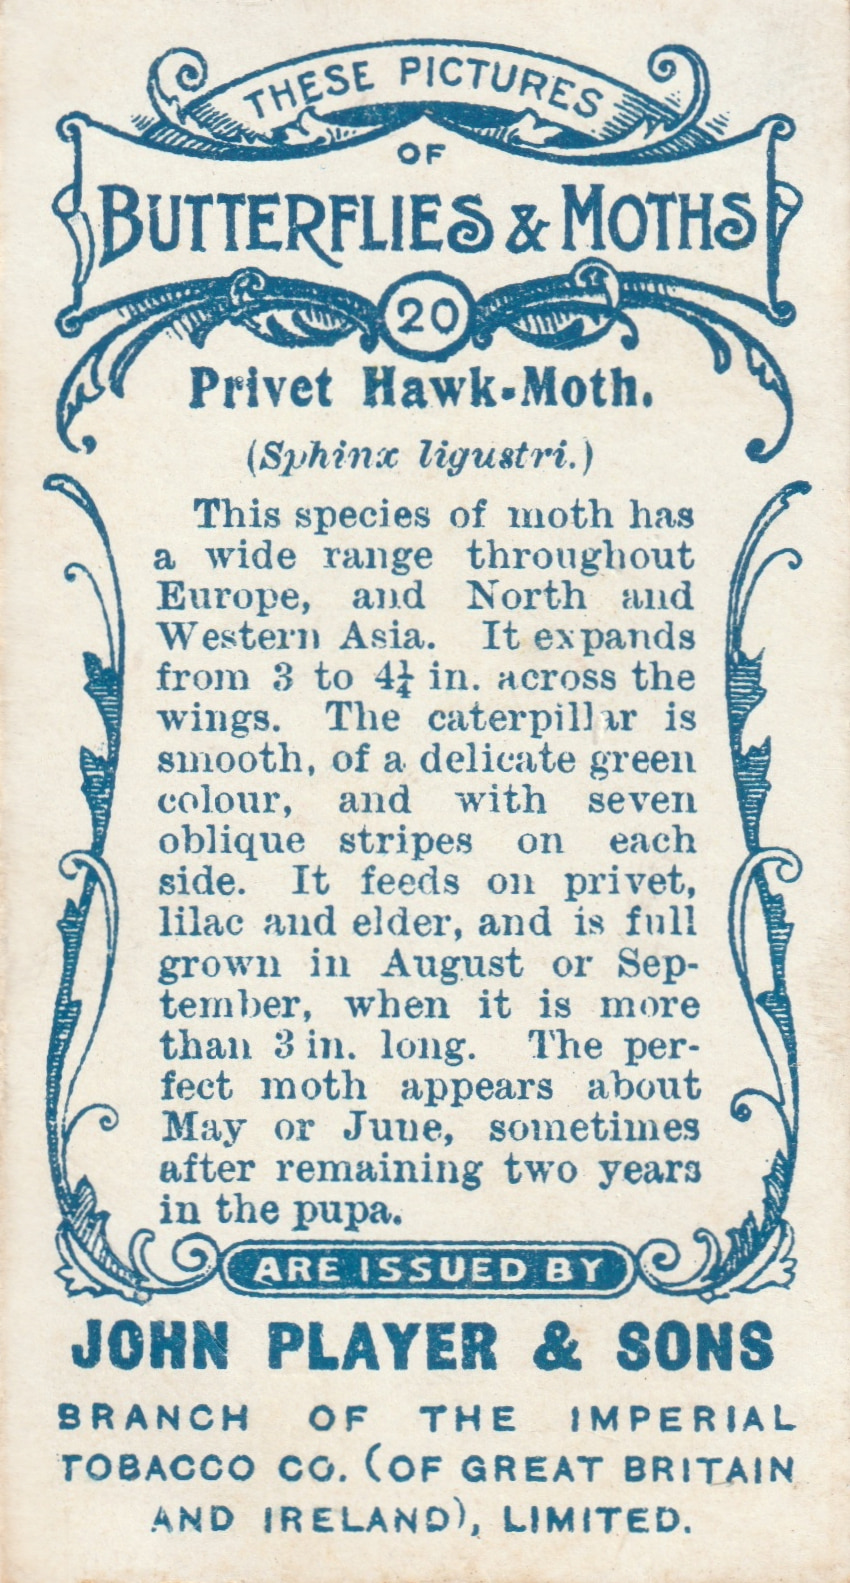 THESE PICTURES
OF
BUTTERFLIES & MOTHS
20
Privet Hawk-Moth.
(Sphinx ligustri.)
This species of moth has
a wide range throughout
Europe, and North and
Western Asia. It expands
from 3 to 4¼ in. across the
wings. The caterpillar is
smooth, of a delicate green
colour, and with seven
oblique stripes on each
side. It feeds on privet,
lilac and elder, and is full
grown in August or Sep-
tember, when it is more
than 3 in. long. The per-
fect moth appears about
May or June, sometimes
after remaining two years
in the pupa.
ARE ISSUED BY
JOHN PLAYER & SONS
BRANCH OF THE IMPERIAL
TOBACCO CO. (OF GREAT BRITAIN
AND IRELAND), LIMITED.